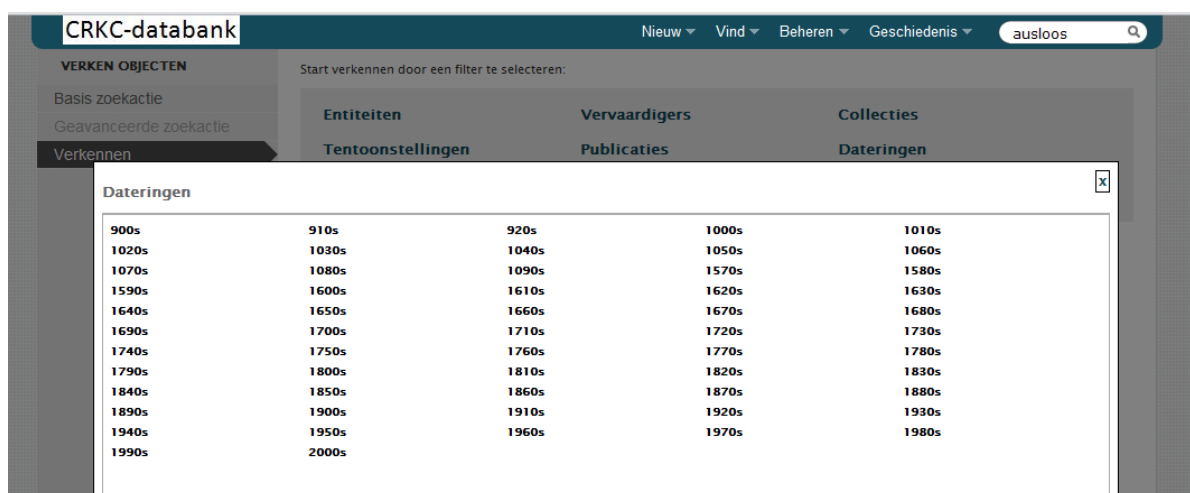 CRKC-databank Nieuw Vind Beheren Geschiedenis ausloos
VERKEN OBJECTEN Start verkennen door een filter te selecteren:
Basis zoekactie
Geavanceerde zoekactie
Verkennen
Entiteiten Vervaardigers Collecties
Tentoonstellingen Publicaties Dateringen
Dateringen x
900s 910s 920s 1000s 1010s
1020s 1030s 1040s 1050s 1060s
1070s 1080s 1090s 1570s 1580s
1590s 1600s 1610s 1620s 1630s
1640s 1650s 1660s 1670s 1680s
1690s 1700s 1710s 1720s 1730s
1740s 1750s 1760s 1770s 1780s
1790s 1800s 1810s 1820s 1830s
1840s 1850s 1860s 1870s 1880s
1890s 1900s 1910s 1920s 1930s
1940s 1950s 1960s 1970s 1980s
1990s 2000s